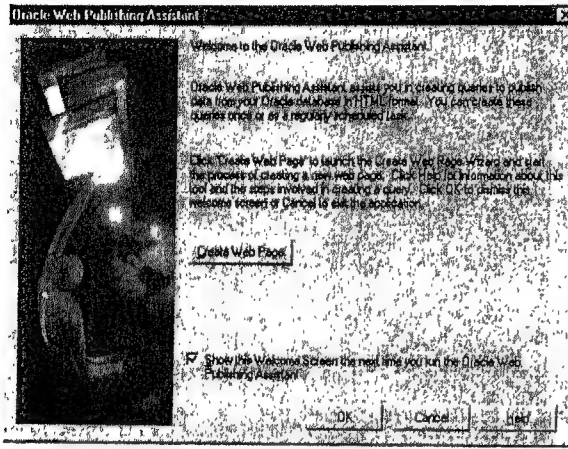 Oracle Web Publishing Assistant
Welcome to the Oracle Web Publishing Assistant.
Oracle Web Publishing Assistant assists you in creating queries to publish
data from your Oracle database in HTML format. You can create these
queries once or as a regularly scheduled task.
Click 'Create Web Page' to launch the Create Web Page Wizard and start
the process of creating a new web page. Click Help for information about this
tool and the steps involved in creating a query. Click OK to dismiss this
welcome screen or Cancel to exit the application.
Create Web Page
Show this Welcome Screen the next time you run the Oracle Web
Publishing Assistant
OK
Cancel
Help